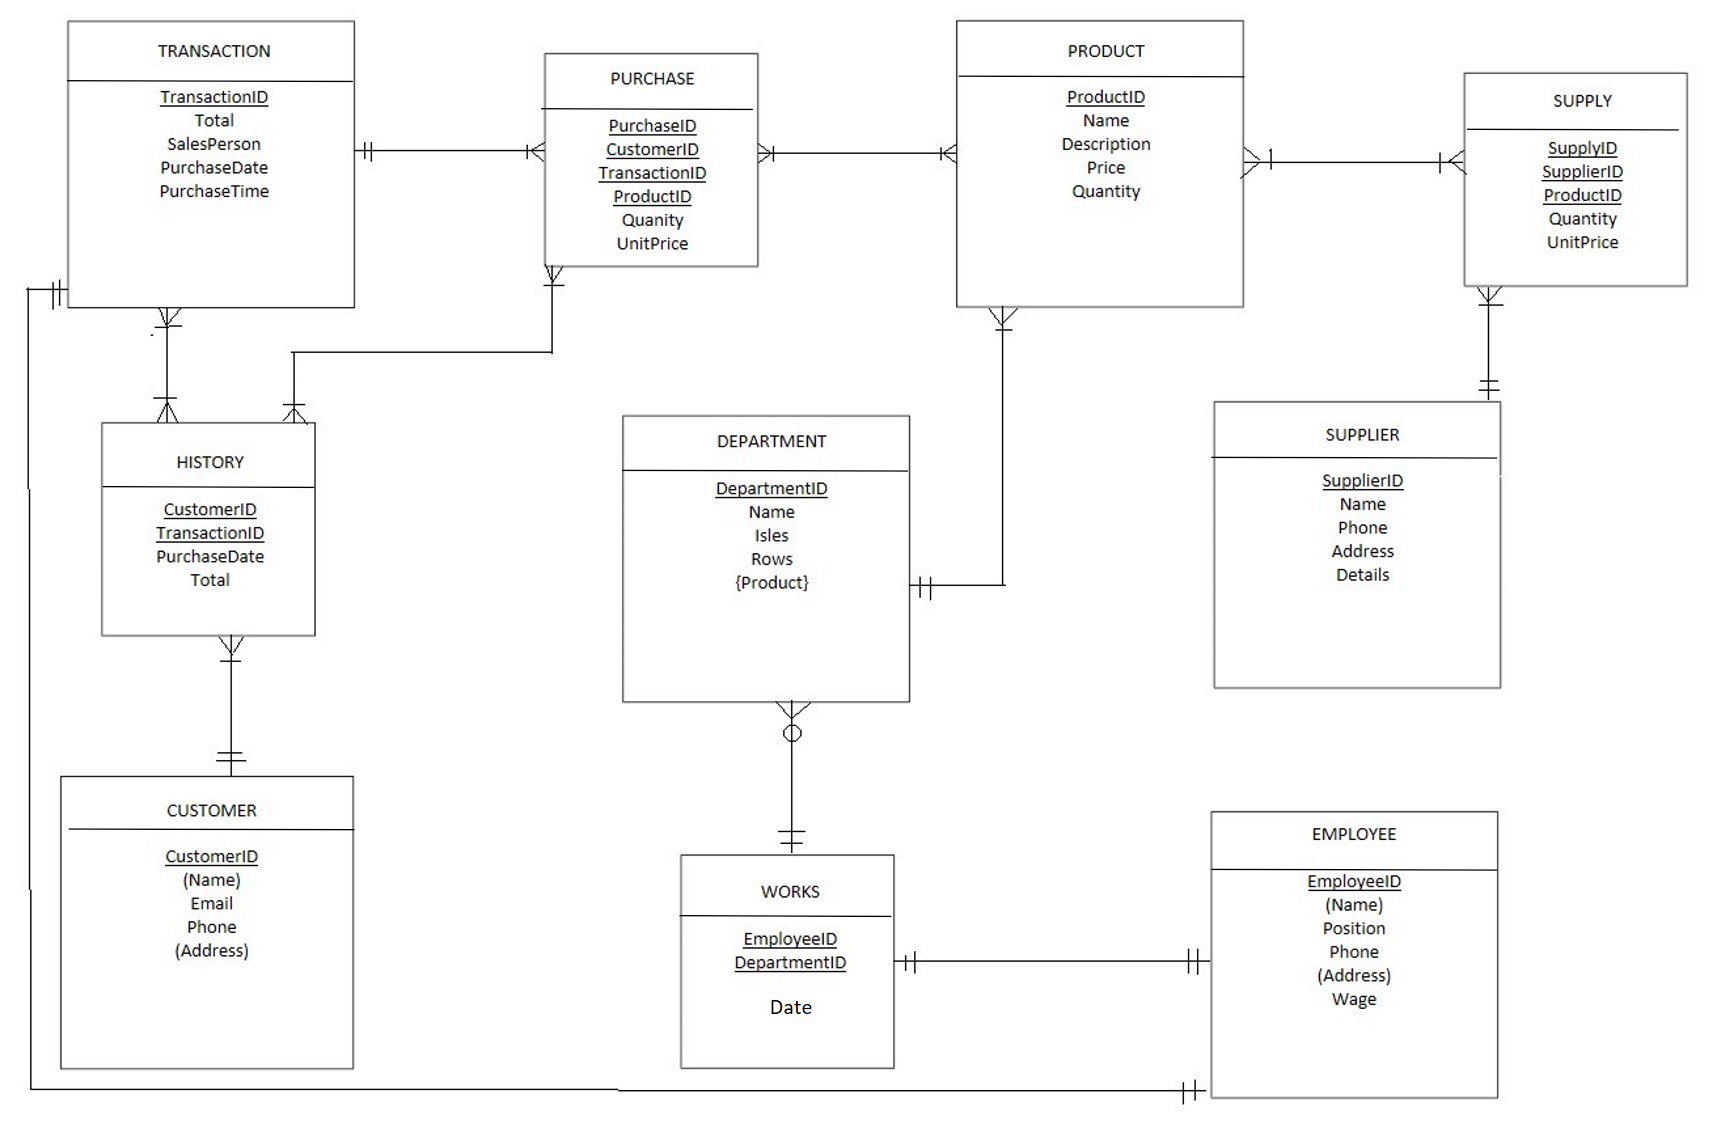 TRANSACTION
TransactionID
Total
SalesPerson
PurchaseDate
PurchaseTime
PURCHASE
PurchaseID
CustomerID
TransactionID
ProductID
Quanity
UnitPrice
PRODUCT
ProductID
Name
Description
Price
Quantity
SUPPLY
SupplyID
SupplierID
ProductID
Quantity
UnitPrice
HISTORY
CustomerID
TransactionID
PurchaseDate
Total
DEPARTMENT
DepartmentID
Name
Isles
Rows
{Product}
SUPPLIER
SupplierID
Name
Phone
Address
Details
CUSTOMER
CustomerID
(Name)
Email
Phone
(Address)
WORKS
EmployeeID
DepartmentID
Date
EMPLOYEE
EmployeeID
(Name)
Position
Phone
(Address)
Wage